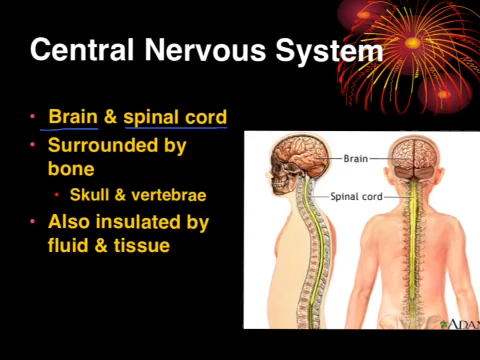 Central Nervous System
• Brain & spinal cord
• Surrounded by
bone
• Skull & vertebrae
• Also insulated by
fluid & tissue
Brain
Spinal cord